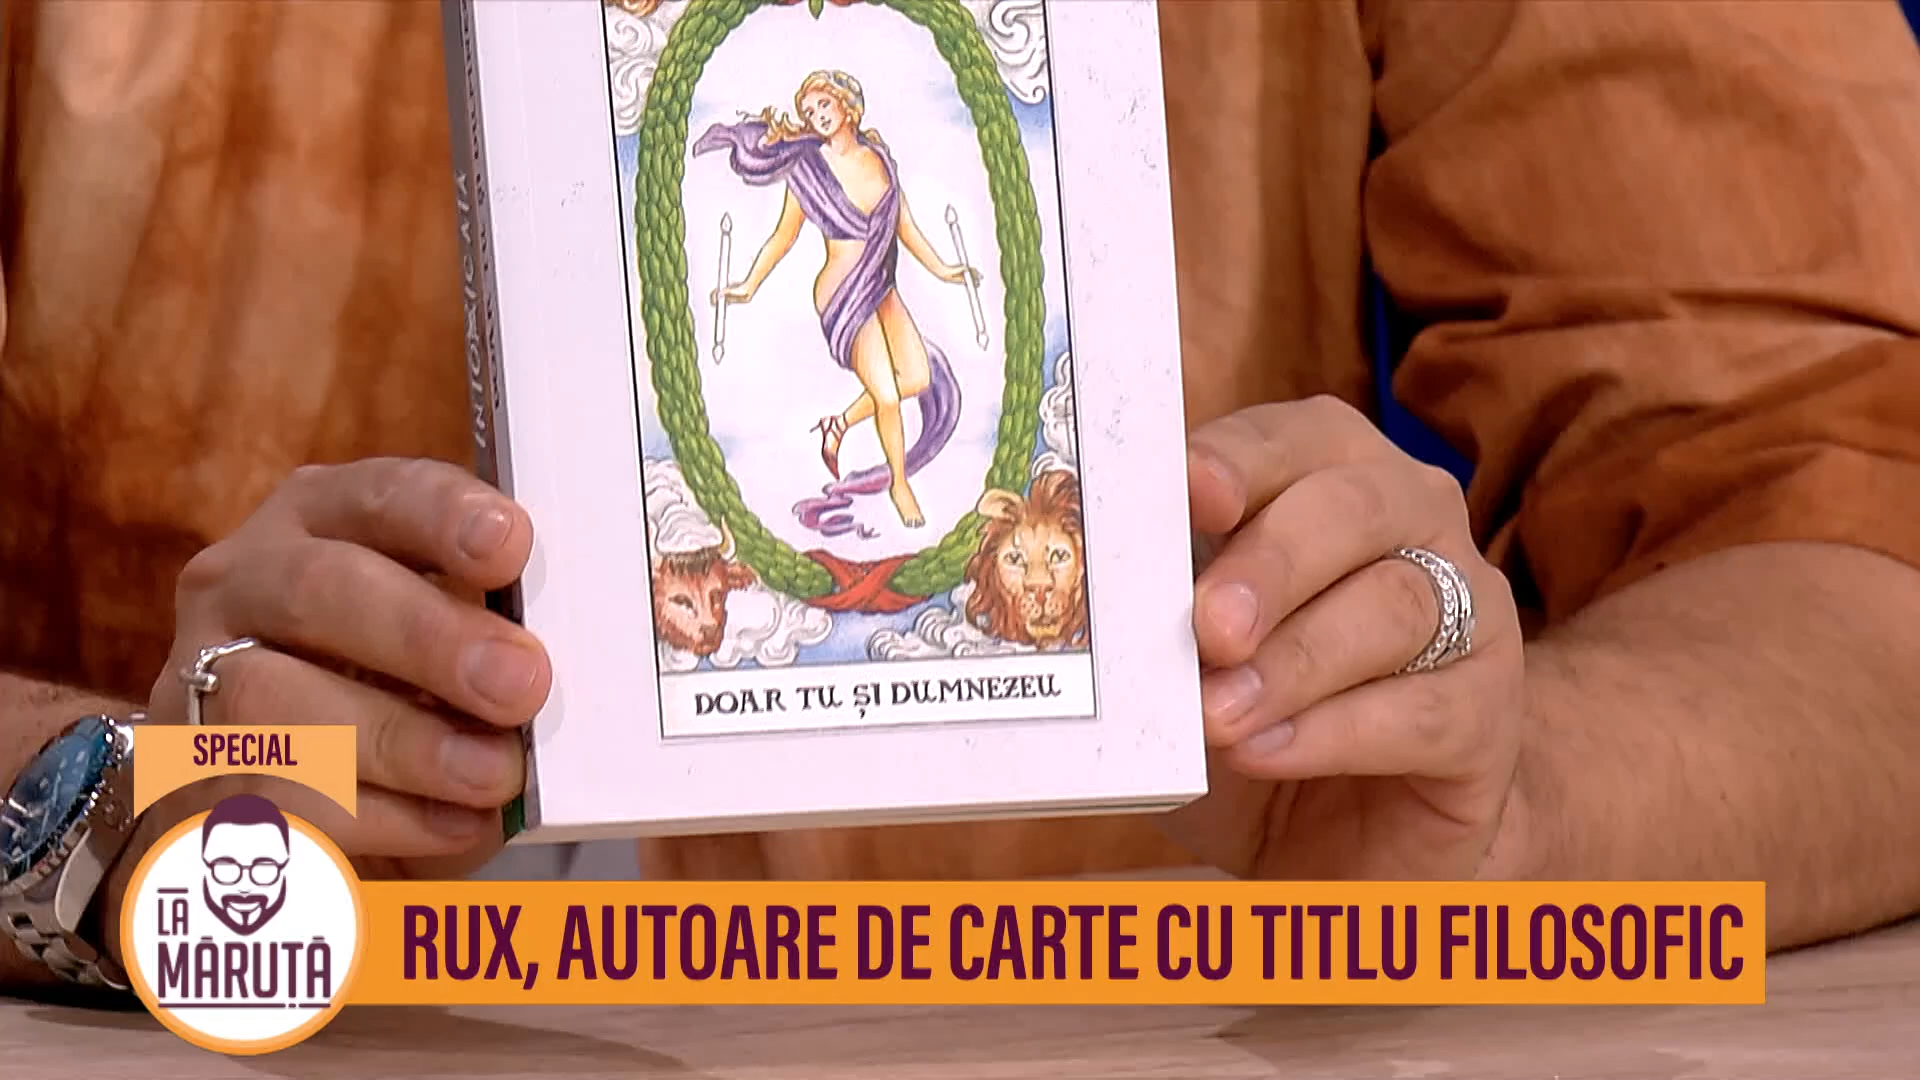 DOAR TU ȘI DUMNEZEU
SPECIAL
LA
MĂRUȚĂ
RUX, AUTOARE DE CARTE CU TITLU FILOSOFIC